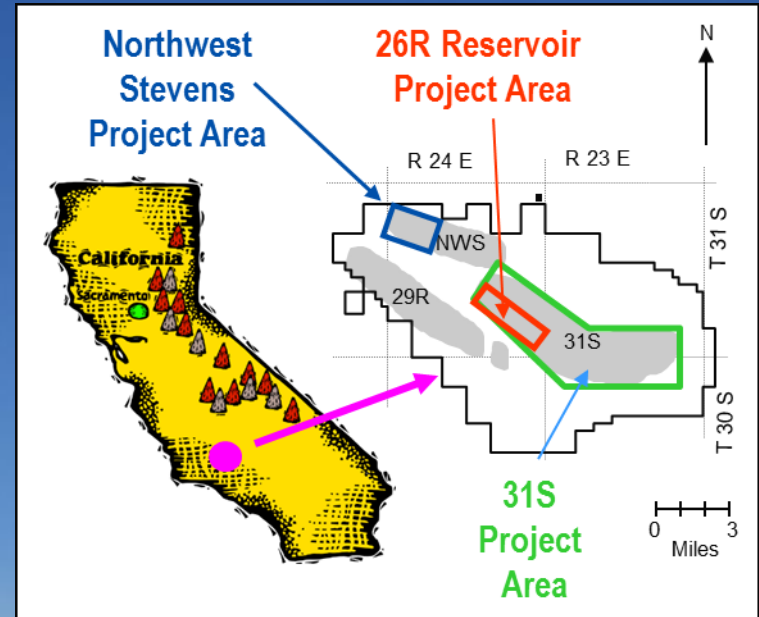 Northwest
Stevens
Project Area
26R Reservoir
Project Area
N
R 24 E
R 23 E
T 31 S
NWS
California
Sacramento
29R
31S
T 30 S
31S
Project
Area
0
3
Miles